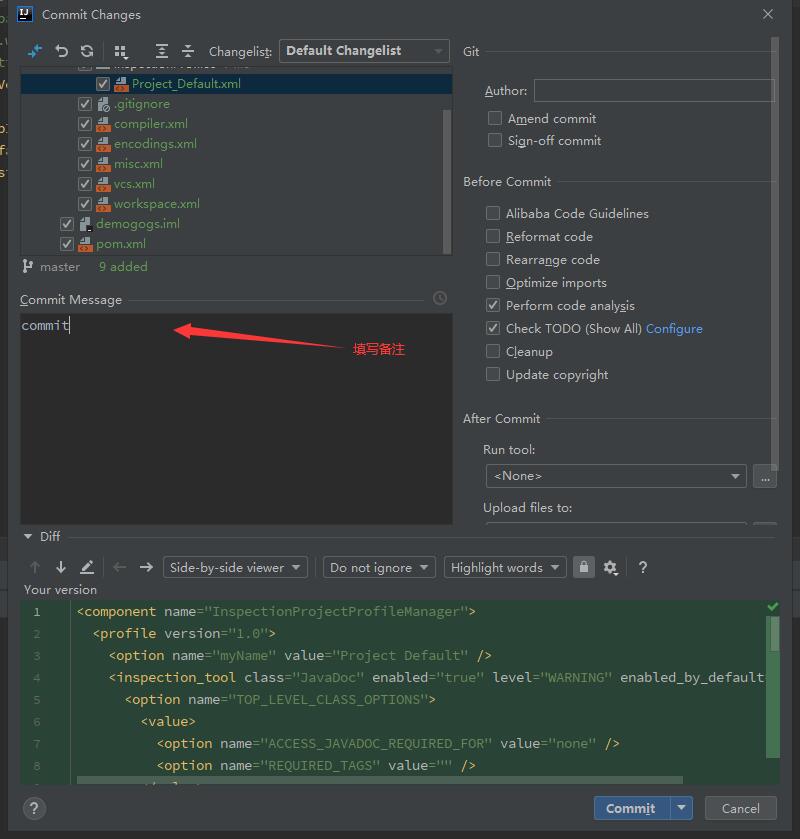 Commit Changes
Changelist: Default Changelist
Project_Default.xml
.gitignore
compiler.xml
encodings.xml
misc.xml
vcs.xml
workspace.xml
demogogs.iml
pom.xml
master 9 added
Commit Message
commit
填写备注
Git
Author:
Amend commit
Sign-off commit
Before Commit
Alibaba Code Guidelines
Reformat code
Rearrange code
Optimize imports
Perform code analysis
Check TODO (Show All) Configure
Cleanup
Update copyright
After Commit
Run tool:
<None>
...
Upload files to:
Diff
Side-by-side viewer Do not ignore Highlight words ?
Your version
1 <component name="InspectionProjectProfileManager">
2 <profile version="1.0">
3 <option name="myName" value="Project Default" />
4 <inspection_tool class="JavaDoc" enabled="true" level="WARNING" enabled_by_default
5 <option name="TOP_LEVEL_CLASS_OPTIONS">
6 <value>
7 <option name="ACCESS_JAVADOC_REQUIRED_FOR" value="none" />
8 <option name="REQUIRED_TAGS" value="" />
? Commit Cancel